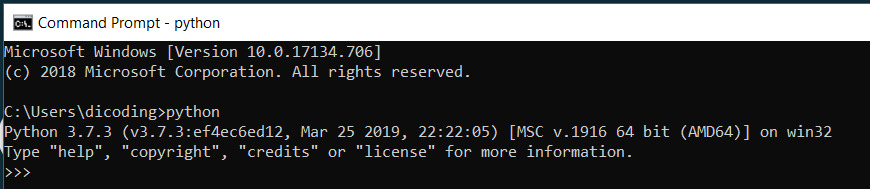 Command Prompt - python
Microsoft Windows [Version 10.0.17134.706]
(c) 2018 Microsoft Corporation. All rights reserved.
C:\Users\dicoding>python
Python 3.7.3 (v3.7.3:ef4ec6ed12, Mar 25 2019, 22:22:05) [MSC v.1916 64 bit (AMD64)] on win32
Type "help", "copyright", "credits" or "license" for more information.
>>>